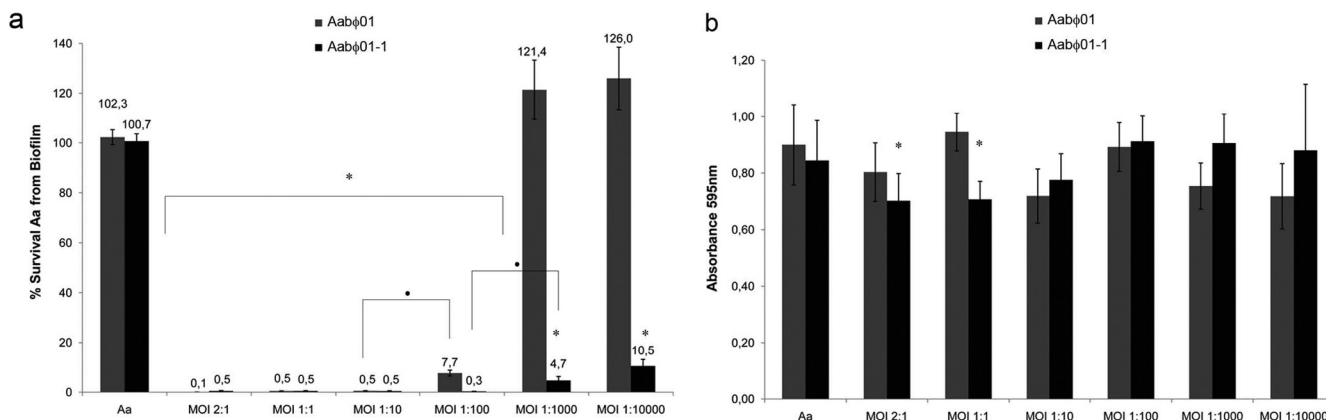 a
Aabϕ01
Aabϕ01-1
% Survival Aa from Biofilm
140
120
100
80
60
40
20
0
102,3
100,7
*
0,1
0,5
0,5
0,5
0,5
0,5
•
7,7
0,3
•
121,4
*
4,7
126,0
*
10,5
Aa
MOI 2:1
MOI 1:1
MOI 1:10
MOI 1:100
MOI 1:1000
MOI 1:10000
b
Aabϕ01
Aabϕ01-1
Absorbance 595nm
1,20
1,00
0,80
0,60
0,40
0,20
0,00
*
*
Aa
MOI 2:1
MOI 1:1
MOI 1:10
MOI 1:100
MOI 1:1000
MOI 1:10000